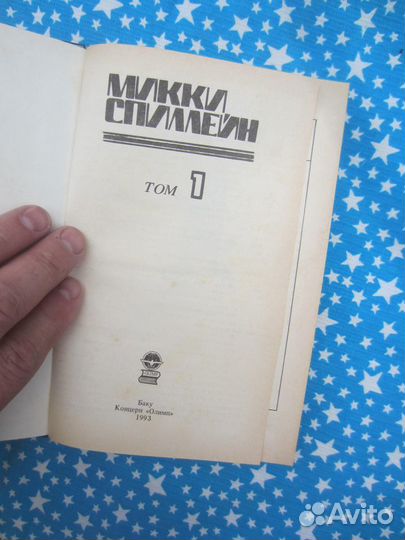 МИККИ
СПИЛЛЕЙН
ТОМ 1
Баку
Концерн «Олимп»
1993
Avito